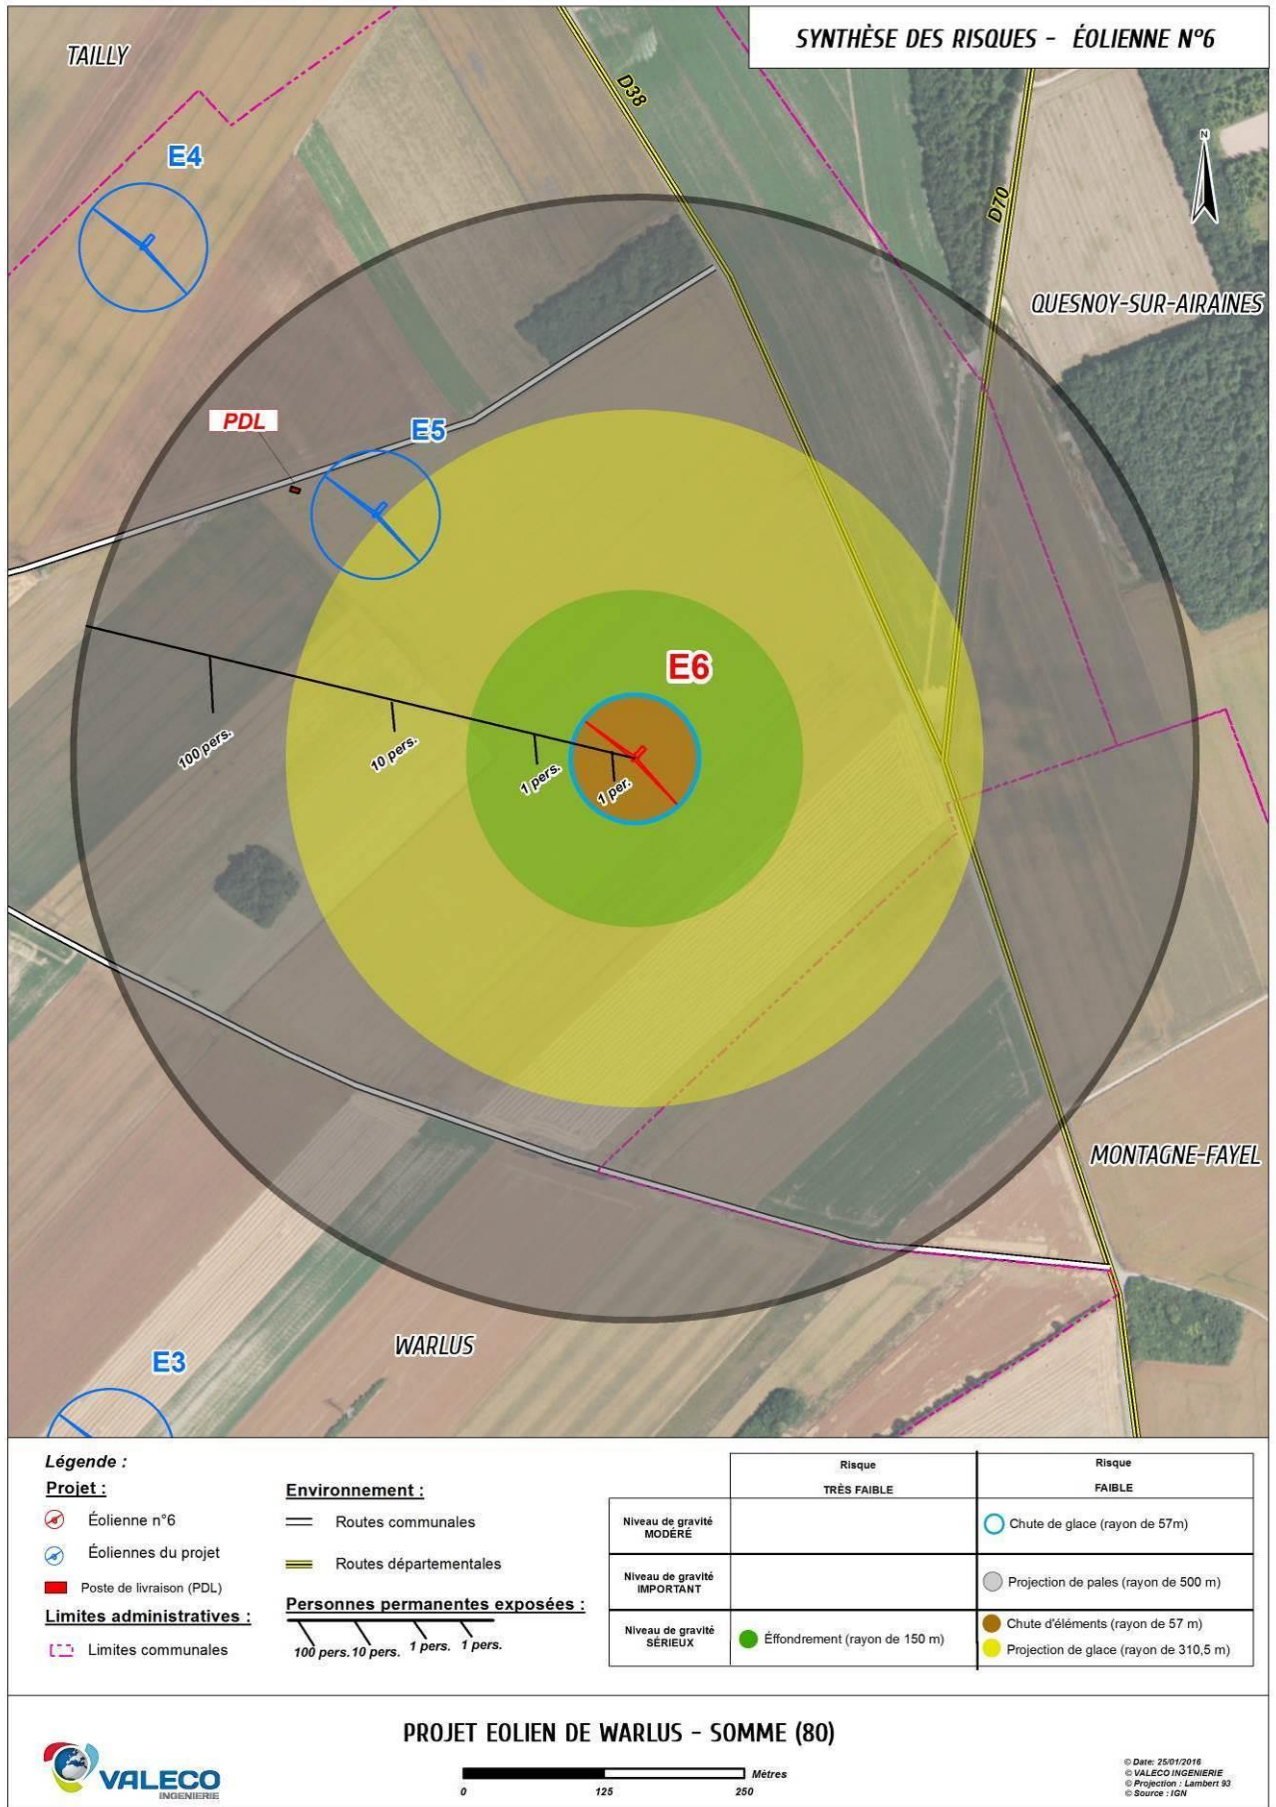 SYNTHÈSE DES RISQUES - ÉOLIENNE N°6
TAILLY
D38
E4
D70
QUESNOY-SUR-AIRAINES
N
PDL
E5
E6
100 pers.
10 pers.
1 pers.
1 per.
MONTAGNE-FAYEL
WARLUS
E3
Légende :
Projet :
Éolienne n°6
Éoliennes du projet
Poste de livraison (PDL)
Limites administratives :
Limites communales
Environnement :
Routes communales
Routes départementales
Personnes permanentes exposées :
100 pers. 10 pers. 1 pers. 1 pers.
Risque
TRÈS FAIBLE
Risque
FAIBLE
Niveau de gravité
MODÉRÉ
Chute de glace (rayon de 57m)
Niveau de gravité
IMPORTANT
Projection de pales (rayon de 500 m)
Niveau de gravité
SÉRIEUX
Éffondrement (rayon de 150 m)
Chute d'éléments (rayon de 57 m)
Projection de glace (rayon de 310,5 m)
PROJET EOLIEN DE WARLUS - SOMME (80)
VALECO
INGENIERIE
Mètres
0 125 250
© Date: 25/01/2016
© VALECO INGENIERIE
© Projection : Lambert 93
© Source : IGN